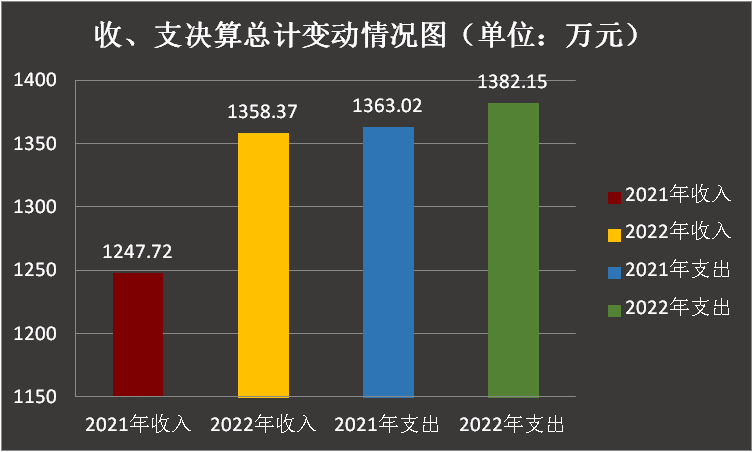 收、支决算总计变动情况图（单位：万元）
1400
1350
1300
1250
1200
1150
1247.72
1358.37
1363.02
1382.15
2021年收入
2022年收入
2021年支出
2022年支出
2021年收入
2022年收入
2021年支出
2022年支出